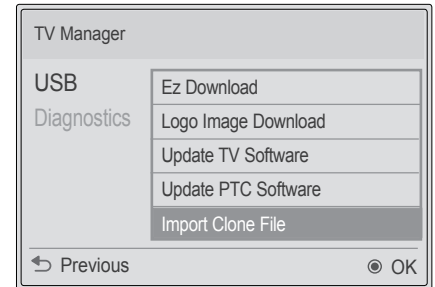 TV Manager
USB
Diagnostics
Ez Download
Logo Image Download
Update TV Software
Update PTC Software
Import Clone File
Previous
OK